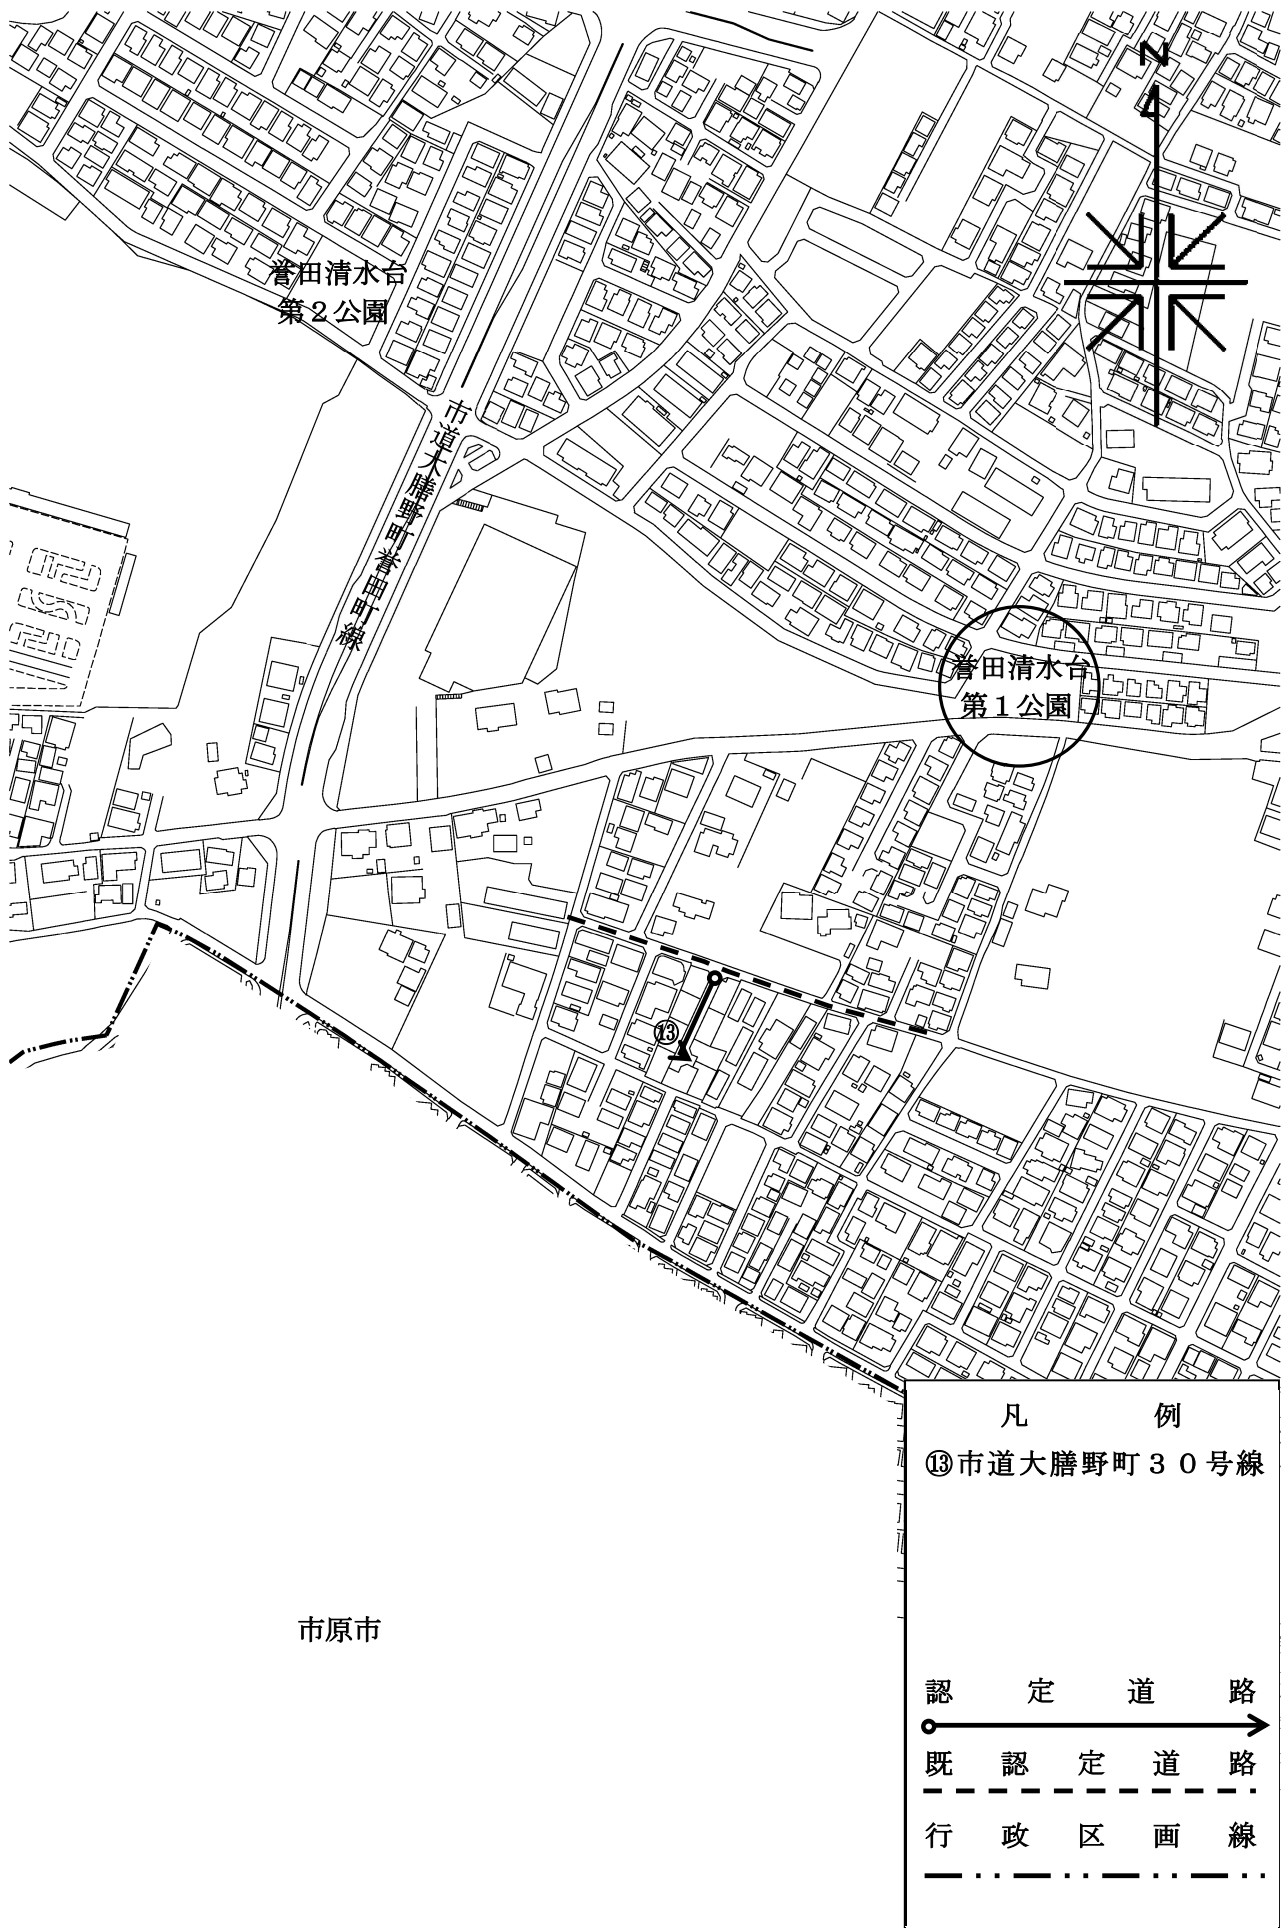 N
誉田清水台
第２公園
市道大膳野町誉田町線
誉田清水台
第１公園
⑬
凡例
⑬市道大膳野町３０号線
市原市
認定道路
既認定道路
行政区画線